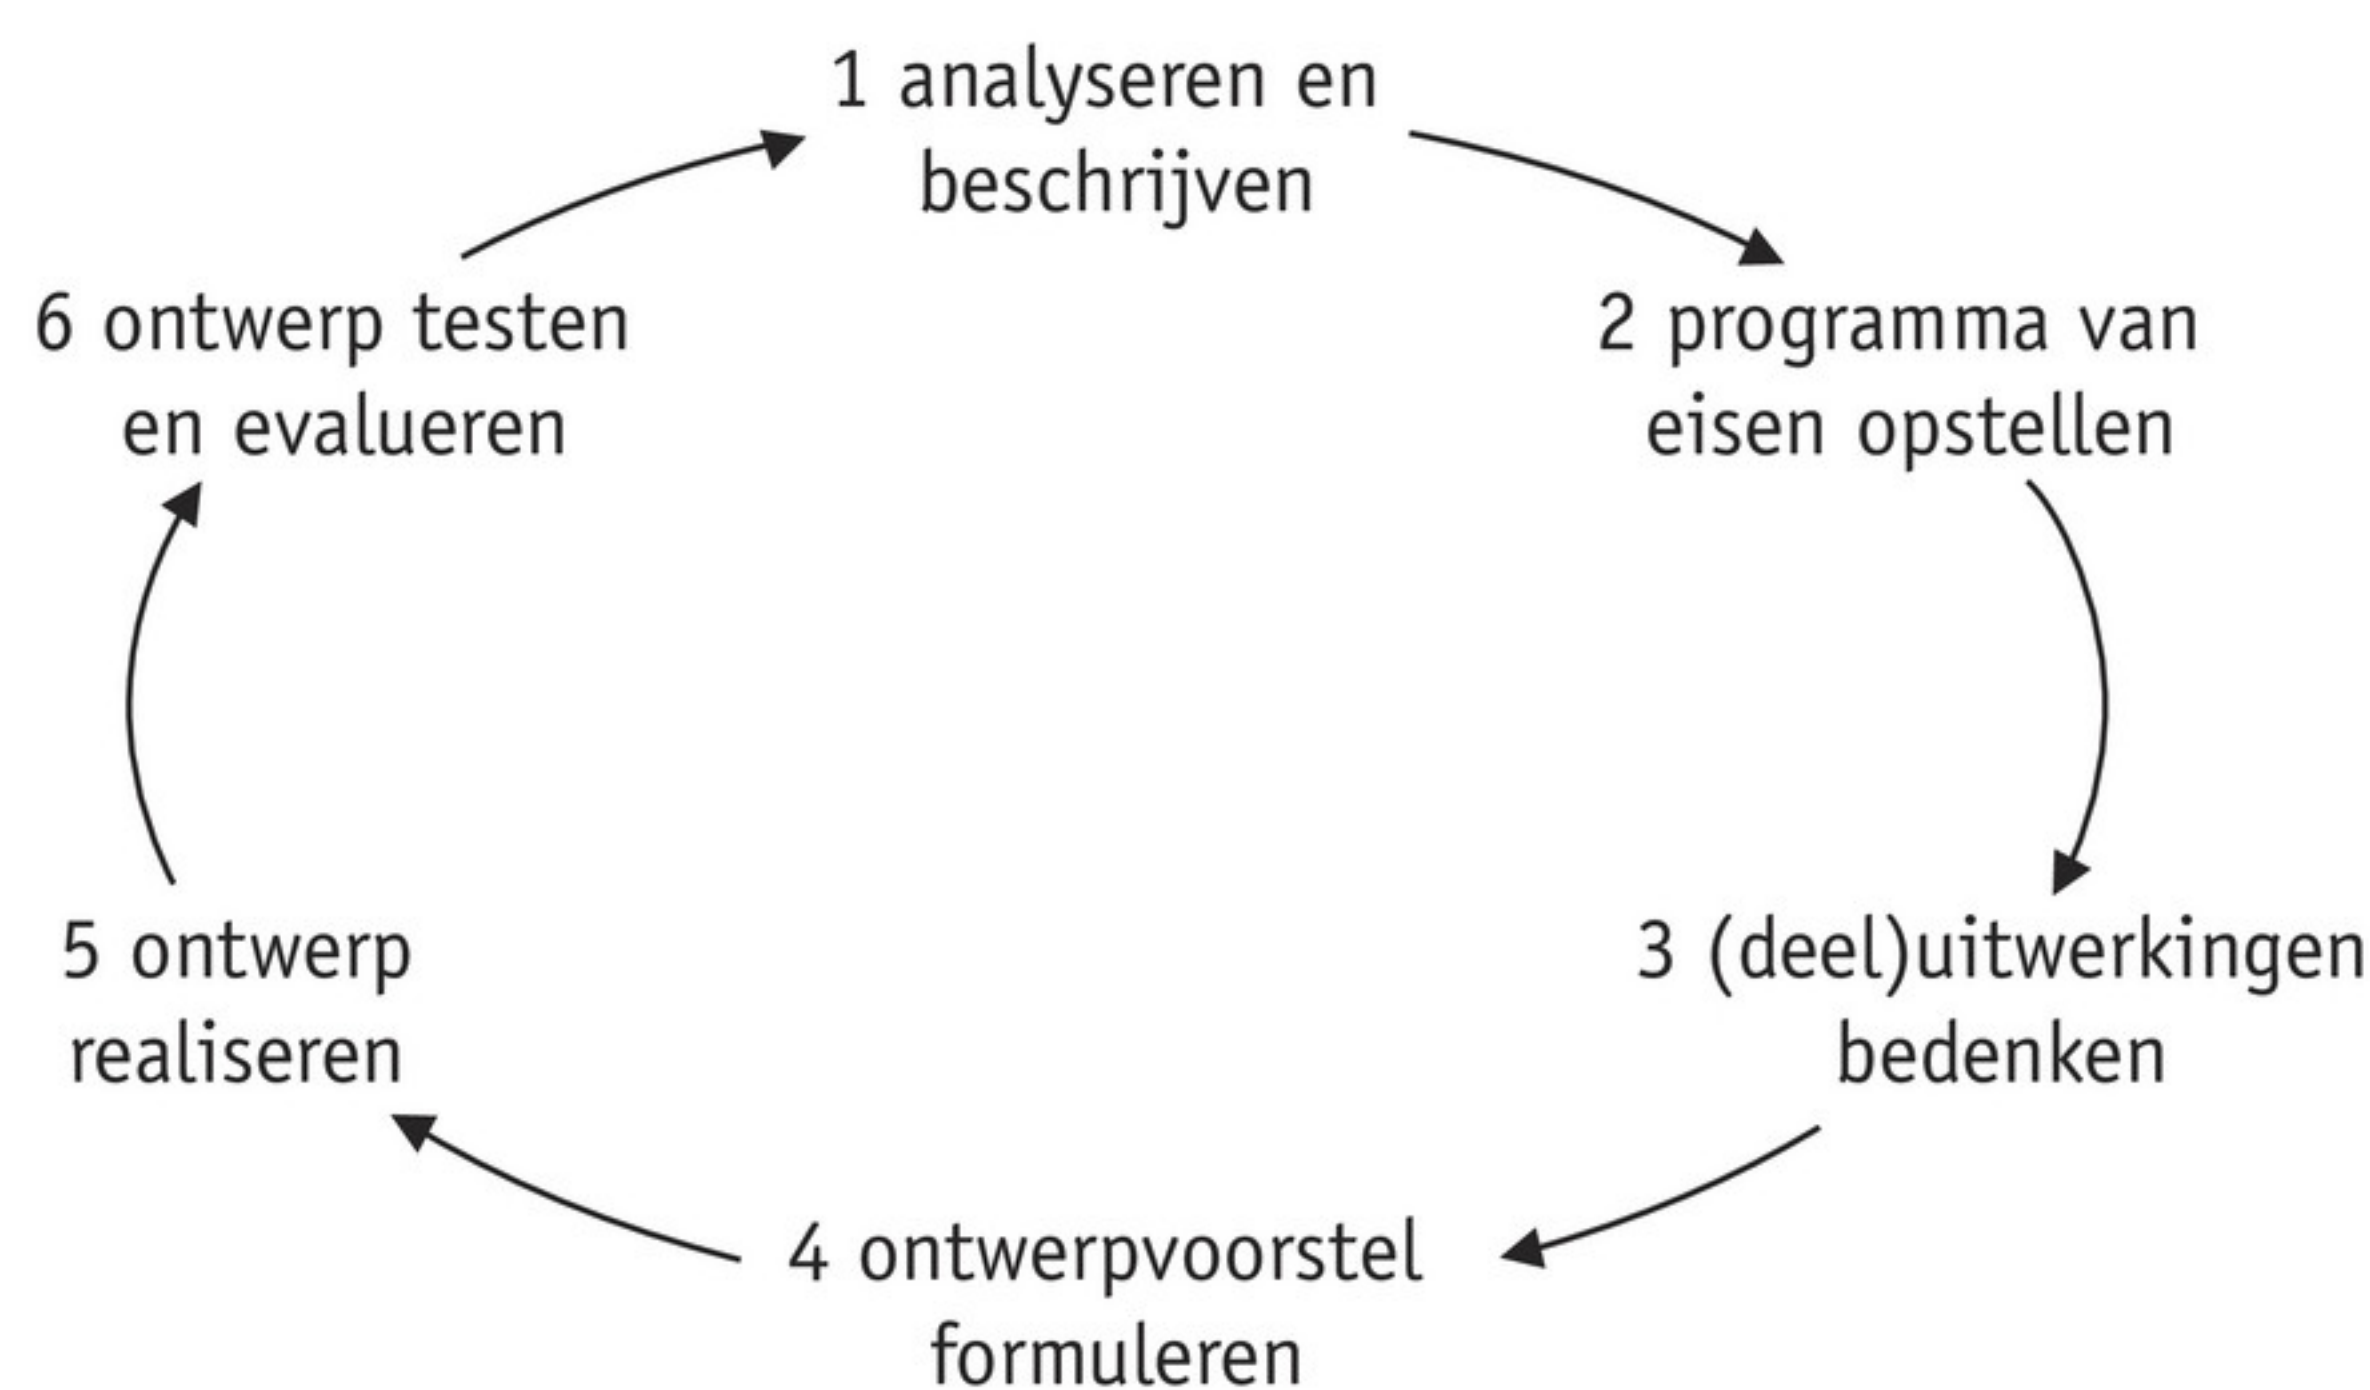 1 analyseren en
beschrijven
2 programma van
eisen opstellen
3 (deel)uitwerkingen
bedenken
4 ontwerpvoorstel
formuleren
5 ontwerp
realiseren
6 ontwerp testen
en evalueren